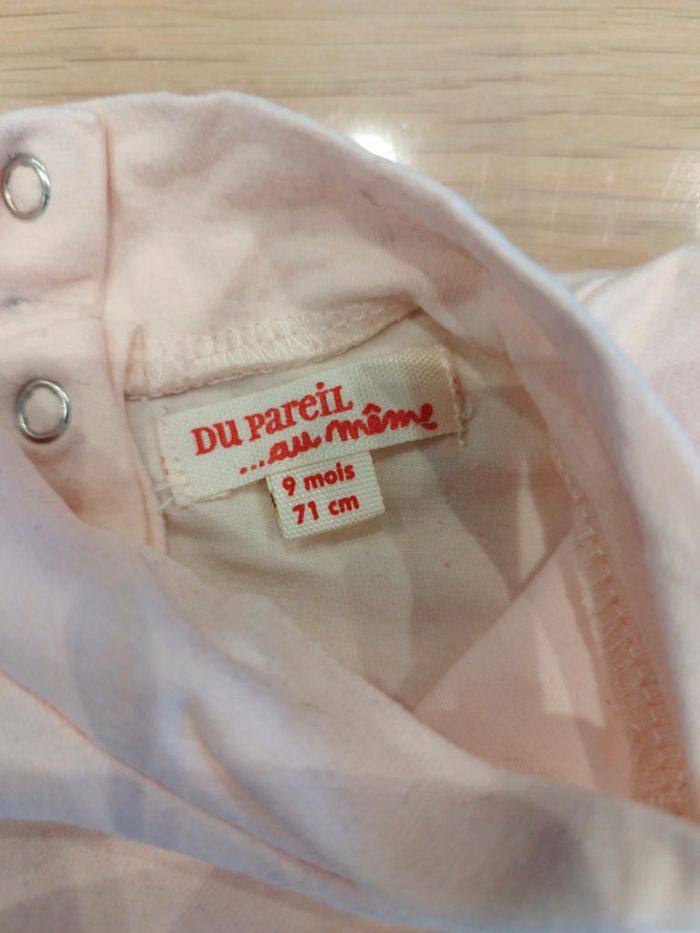 DU PAREIL
...au même
9 mois
71 cm